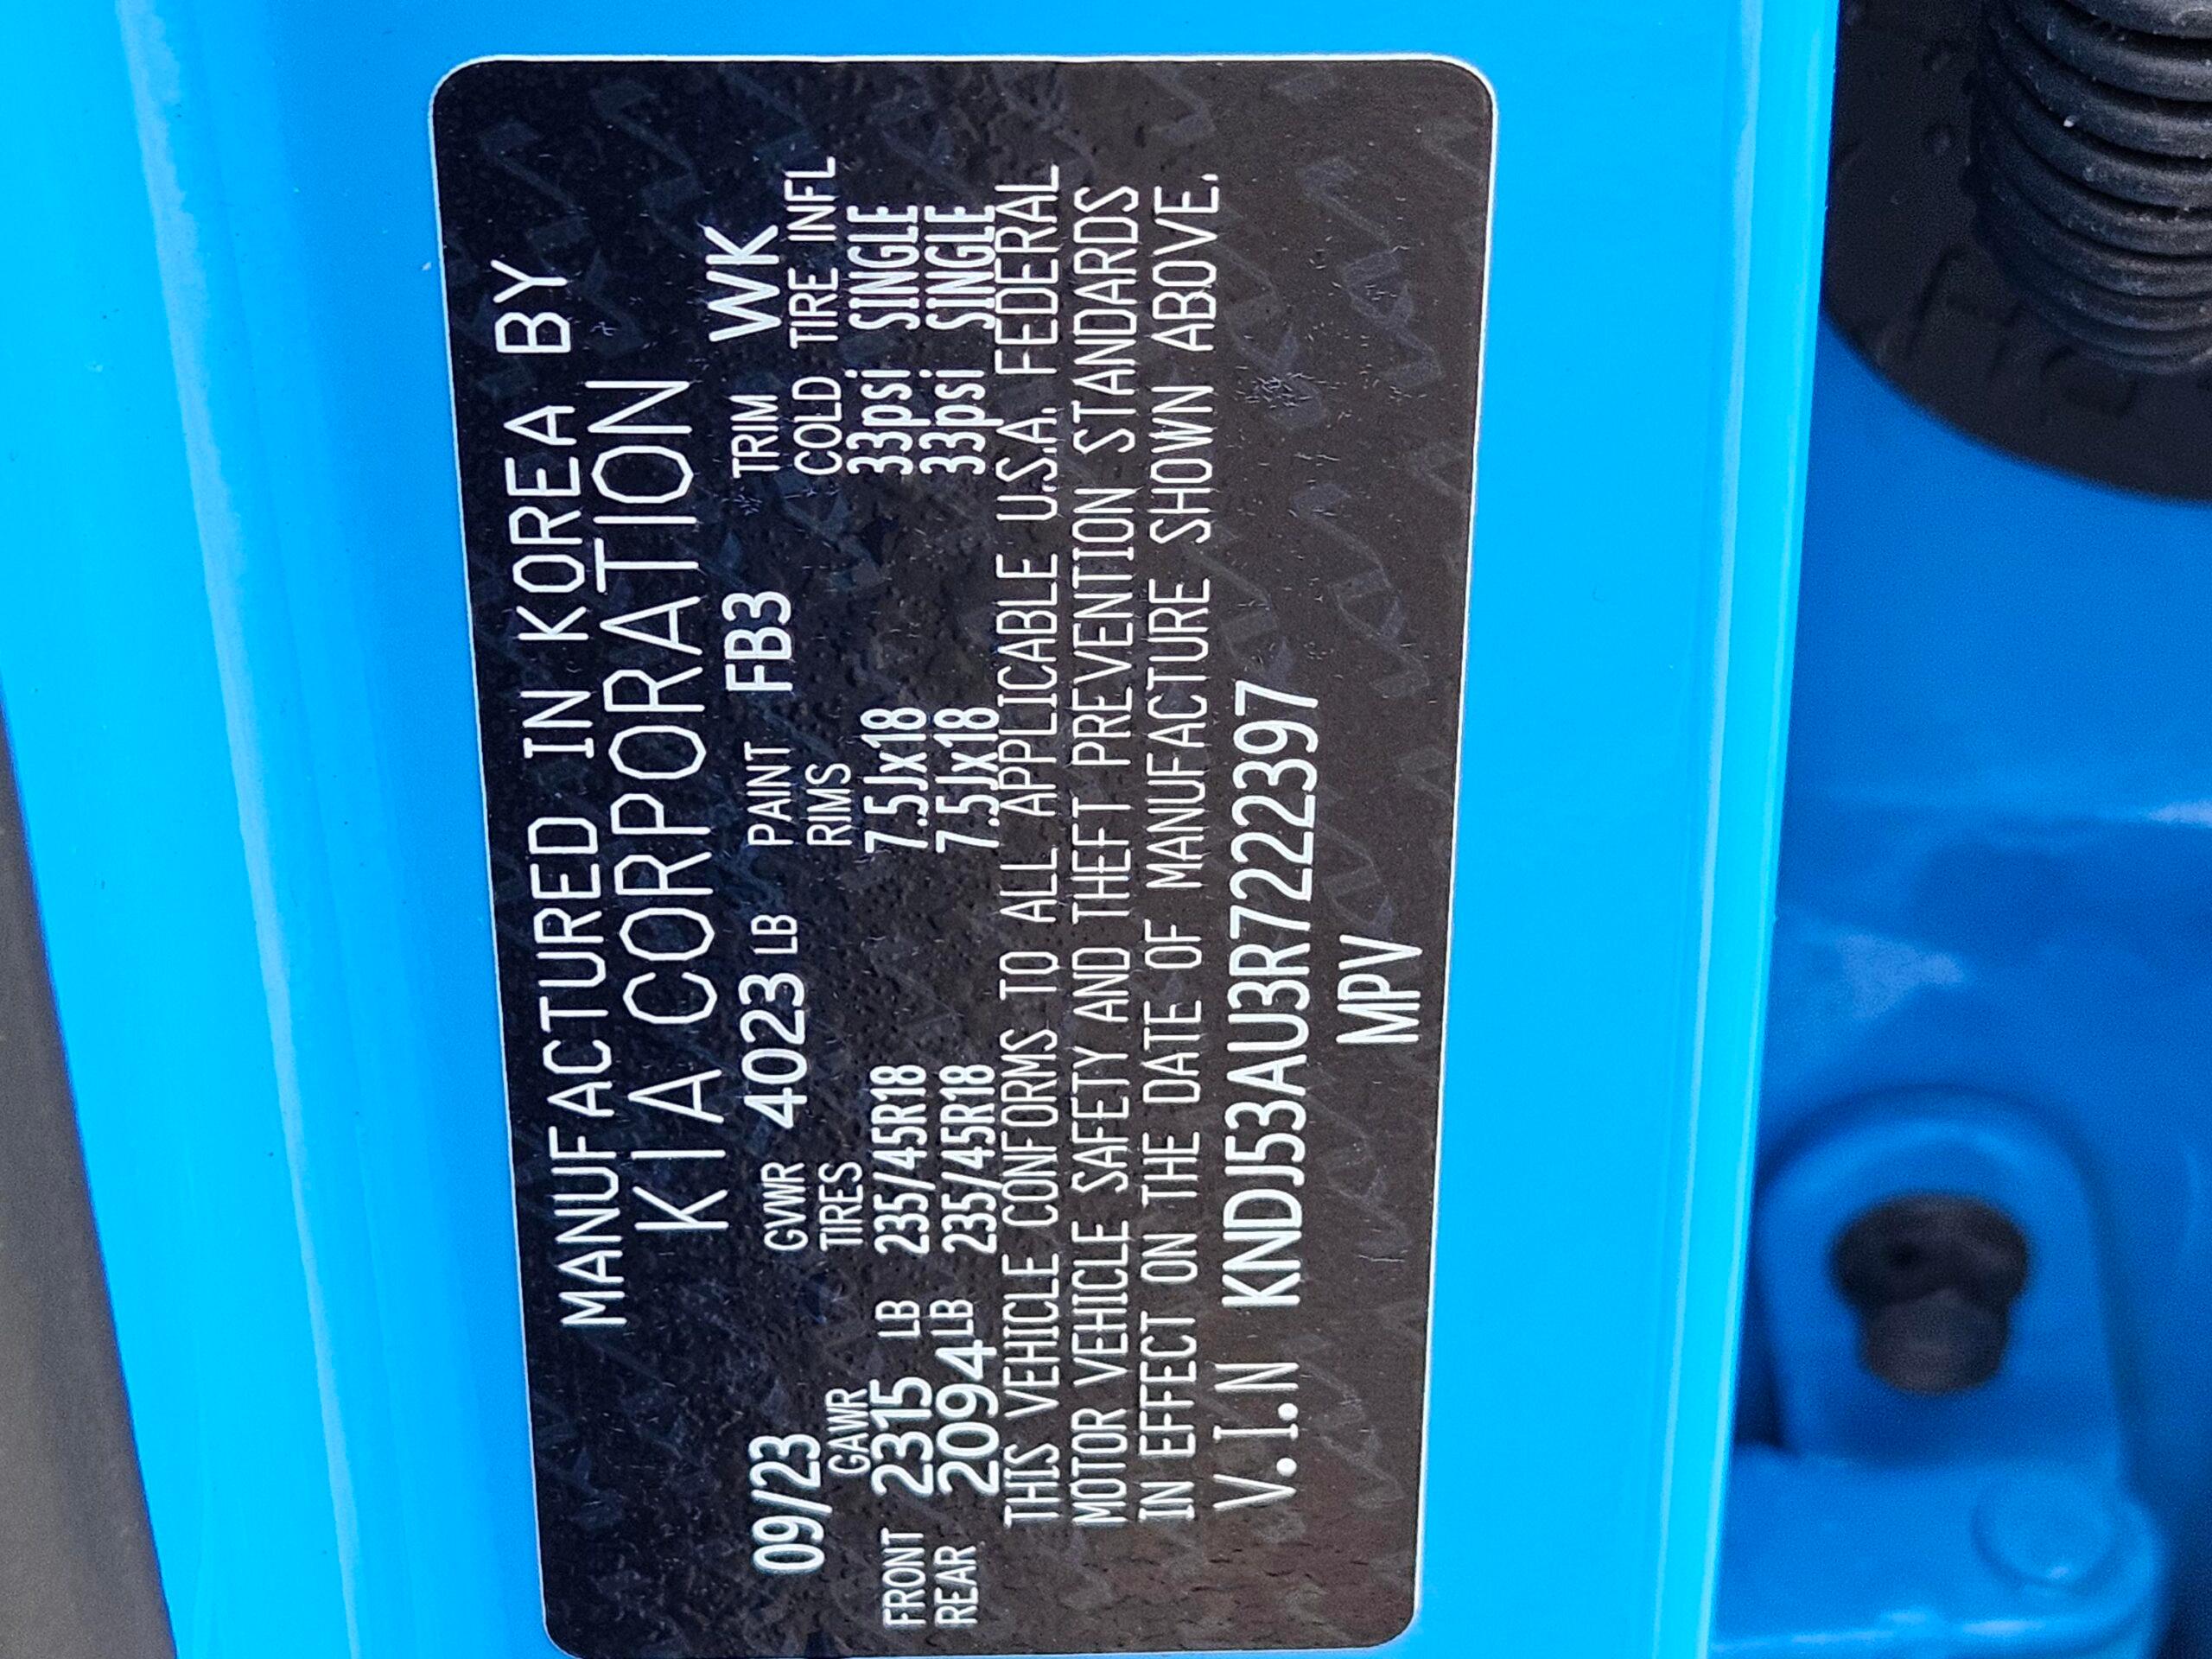 MANUFACTURED IN KOREA BY
KIA CORPORATION
09/23 GVWR 4023 LB PAINT FB3 TRIM WK
GAWR TIRES RIMS COLD TIRE INFL
FRONT 2315 LB 235/45R18 7.5Jx18 33psi SINGLE
REAR 2094 LB 235/45R18 7.5Jx18 33psi SINGLE
THIS VEHICLE CONFORMS TO ALL APPLICABLE U.S.A. FEDERAL
MOTOR VEHICLE SAFETY AND THEFT PREVENTION STANDARDS
IN EFFECT ON THE DATE OF MANUFACTURE SHOWN ABOVE.
V.I.N KNDJ53AU3R7222397
MPV